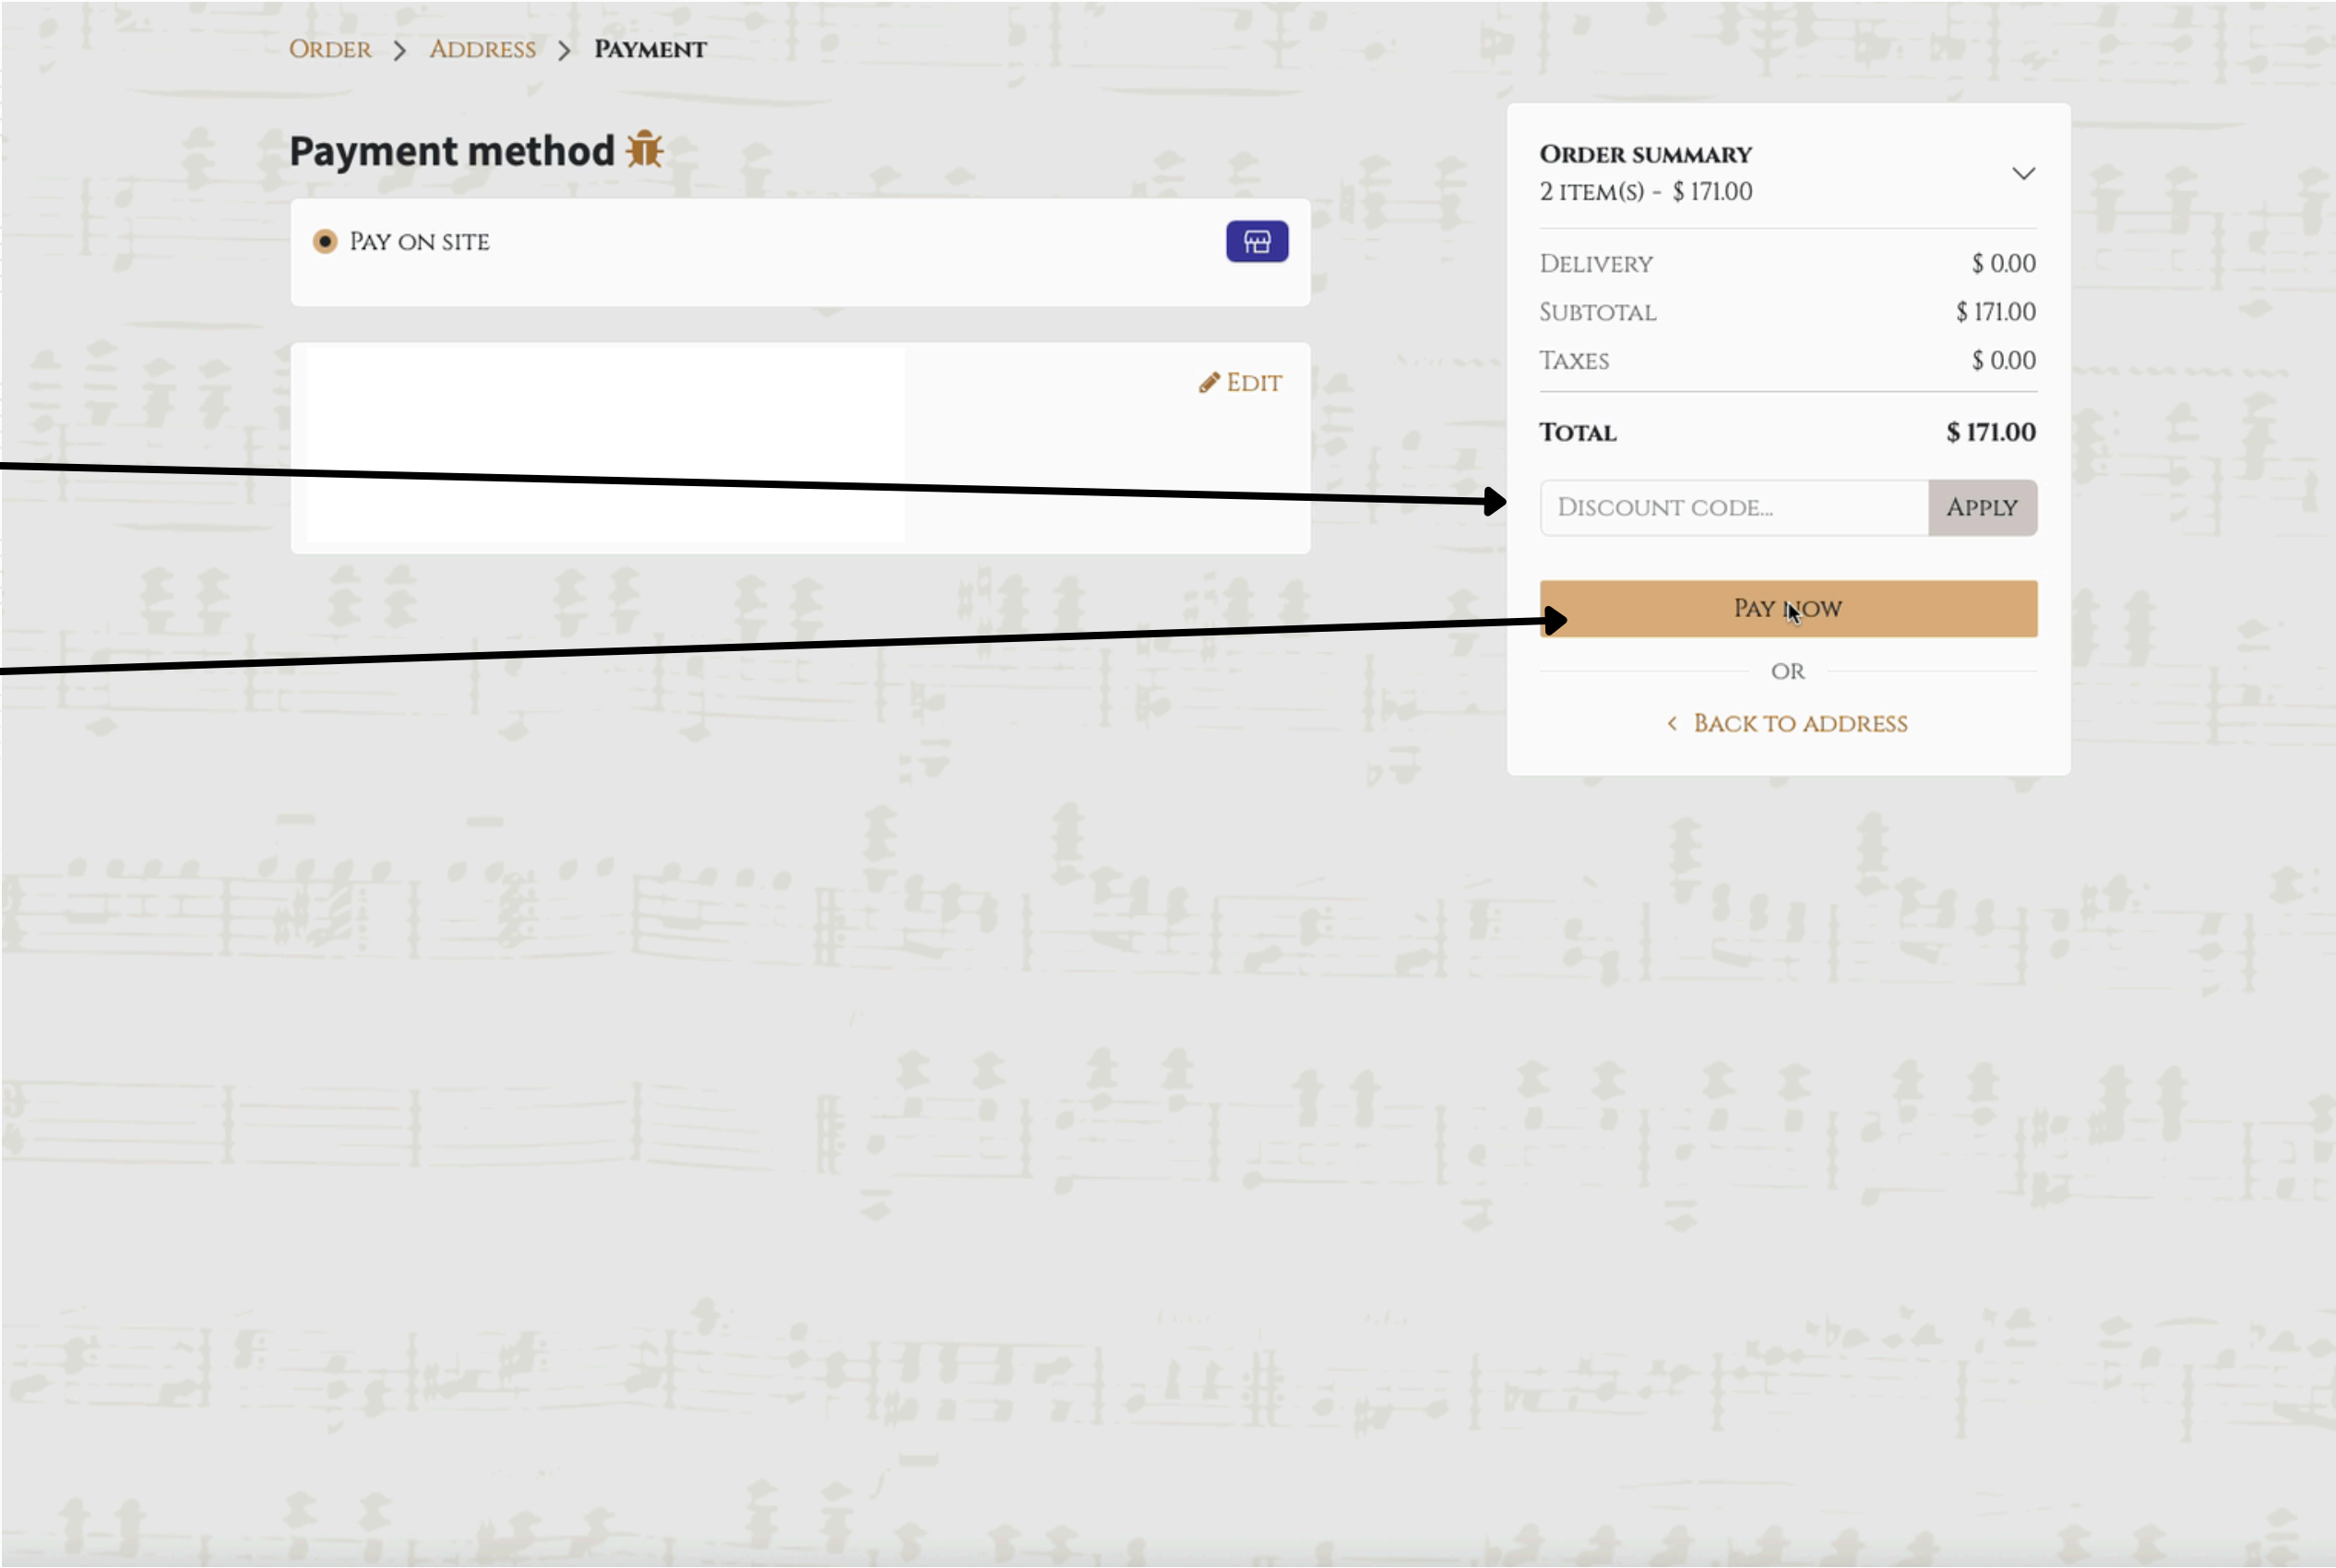 Order > Address > Payment
Payment method
Pay on site
Edit
Order summary
2 item(s) - $ 171.00
Delivery $ 0.00
Subtotal $ 171.00
Taxes $ 0.00
Total $ 171.00
Discount code... Apply
Pay now
or
< Back to address